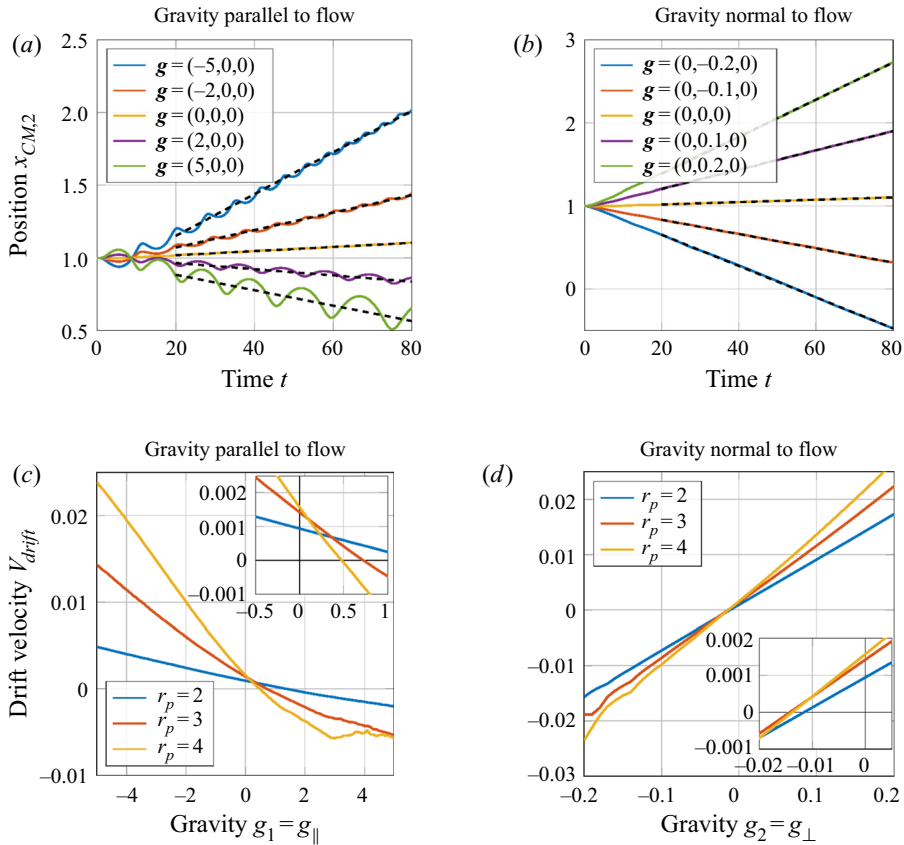 Gravity parallel to flow
(a)
2.5
2.0
1.5
1.0
0.5
Position x_CM,2
g = (–5,0,0)
g = (–2,0,0)
g = (0,0,0)
g = (2,0,0)
g = (5,0,0)
0 20 40 60 80
Time t
Gravity normal to flow
(b)
3
2
1
0
g = (0,–0.2,0)
g = (0,–0.1,0)
g = (0,0,0)
g = (0,0.1,0)
g = (0,0.2,0)
0 20 40 60 80
Time t
Gravity parallel to flow
(c)
0.02
0.01
0
–0.01
Drift velocity V_drift
0.002
0.001
0
–0.001
–0.5 0 0.5 1
r_p = 2
r_p = 3
r_p = 4
–4 –2 0 2 4
Gravity g_1 = g_∥
Gravity normal to flow
(d)
0.02
0.01
0
–0.01
–0.02
–0.03
r_p = 2
r_p = 3
r_p = 4
0.002
0.001
0
–0.001
–0.02 –0.01 0
–0.2 –0.1 0 0.1 0.2
Gravity g_2 = g_⊥